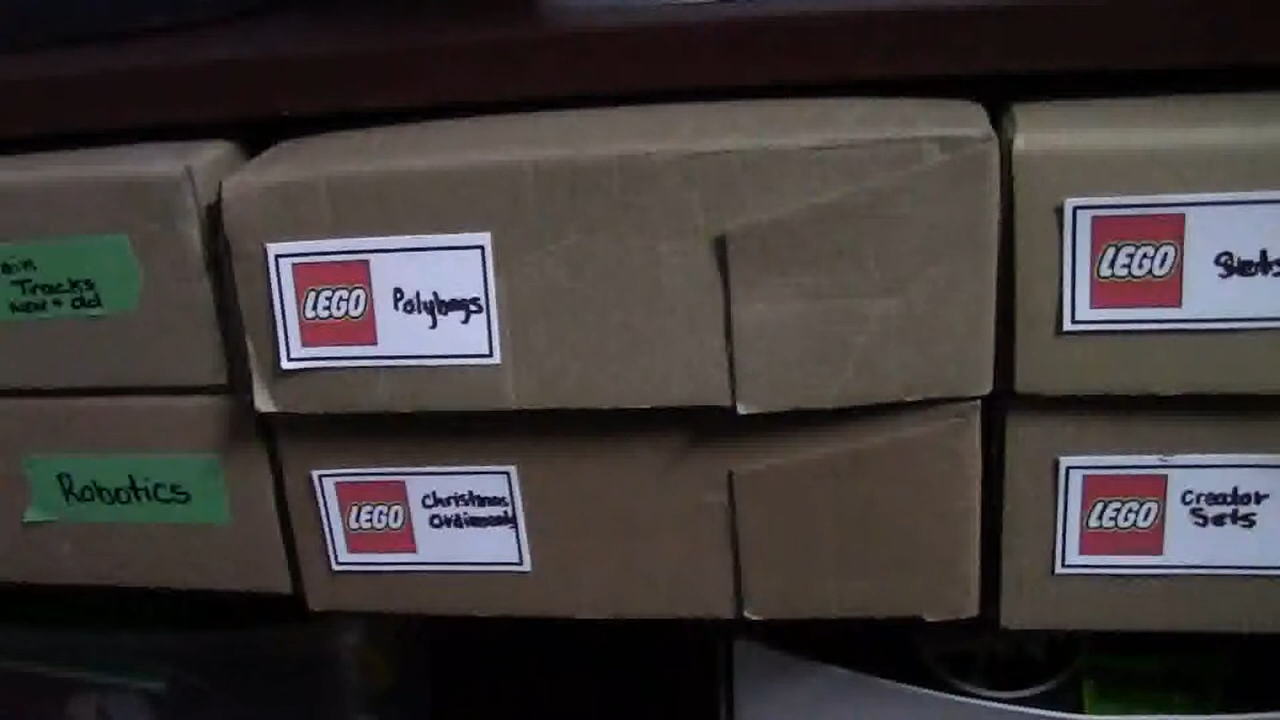 Tracks
New + old
LEGO
Polybags
LEGO
Robotics
LEGO
Christmas
LEGO
Creator
Sets